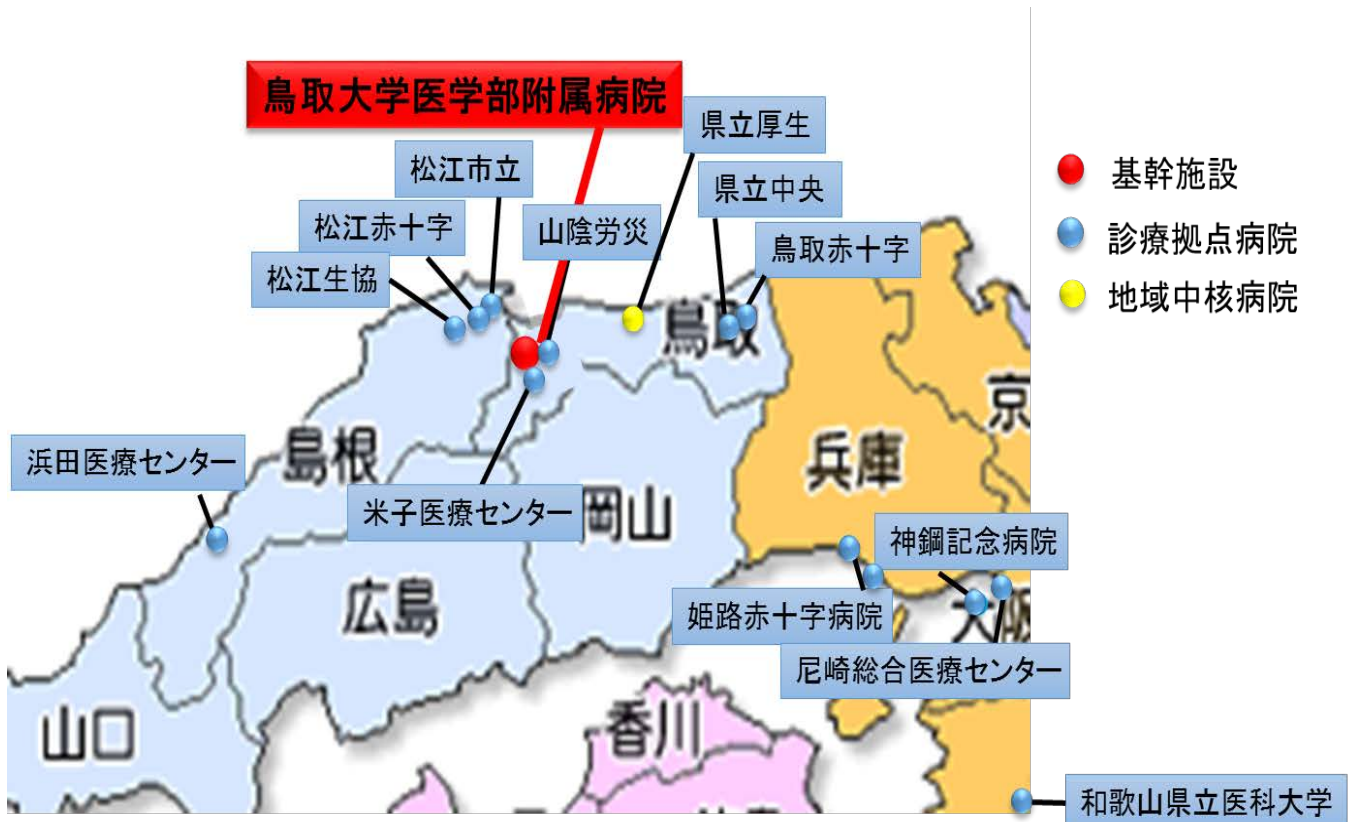 鳥取大学医学部附属病院
県立厚生
松江市立
県立中央
松江赤十字
山陰労災
鳥取赤十字
松江生協
基幹施設
診療拠点病院
地域中核病院
鳥取
京
島根
兵庫
浜田医療センター
米子医療センター
岡山
神鋼記念病院
広島
姫路赤十字病院
大阪
尼崎総合医療センター
香川
山口
和歌山県立医科大学